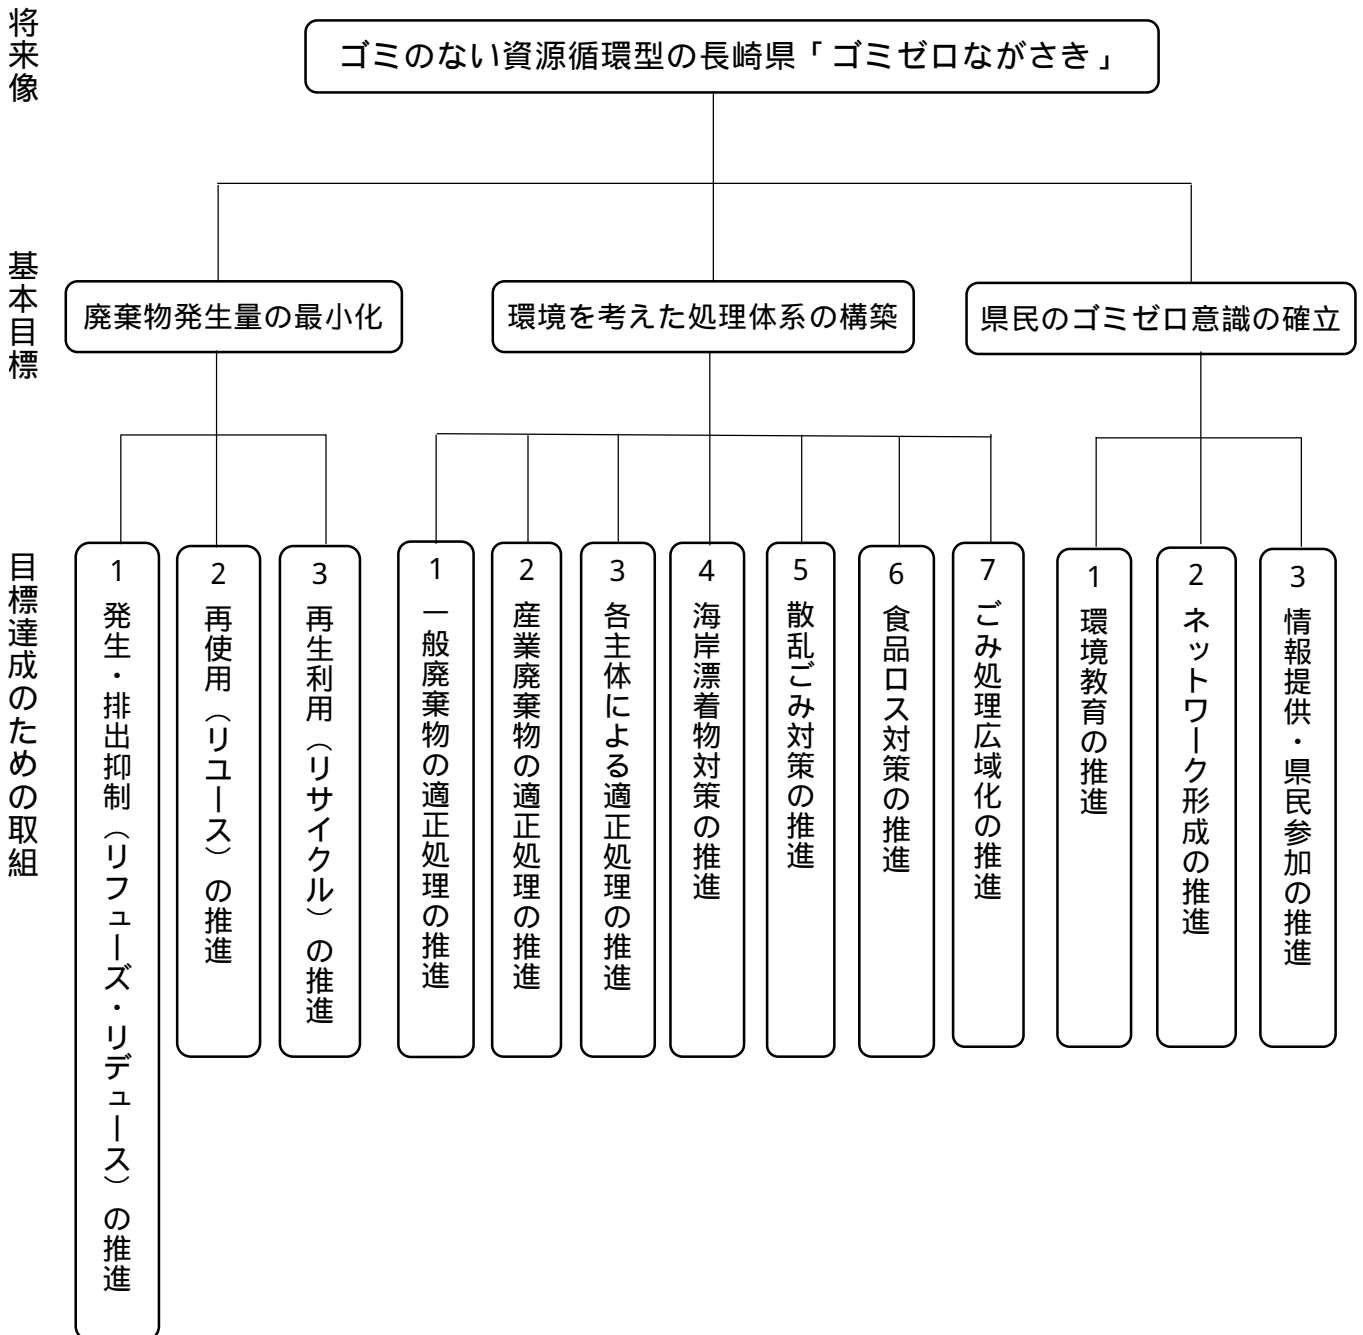 将来像
ゴミのない資源循環型の長崎県「ゴミゼロながさき」
基本目標
廃棄物発生量の最小化
環境を考えた処理体系の構築
県民のゴミゼロ意識の確立
目標達成のための取組
1 発生・排出抑制（リフューズ・リデュース）の推進
2 再使用（リユース）の推進
3 再生利用（リサイクル）の推進
1 一般廃棄物の適正処理の推進
2 産業廃棄物の適正処理の推進
3 各主体による適正処理の推進
4 海岸漂着物対策の推進
5 散乱ごみ対策の推進
6 食品ロス対策の推進
7 ごみ処理広域化の推進
1 環境教育の推進
2 ネットワーク形成の推進
3 情報提供・県民参加の推進